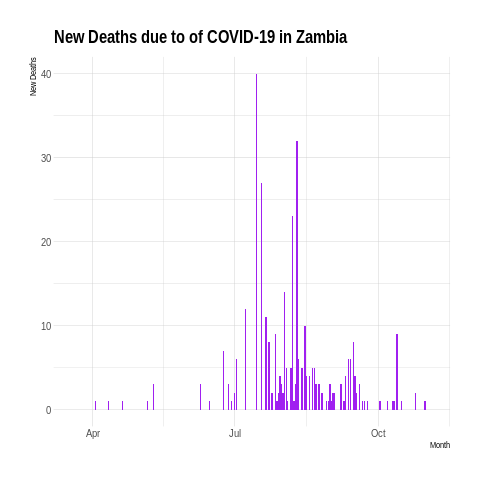 New Deaths due to of COVID-19 in Zambia
New Deaths
40
30
20
10
0
Apr Jul Oct
Month